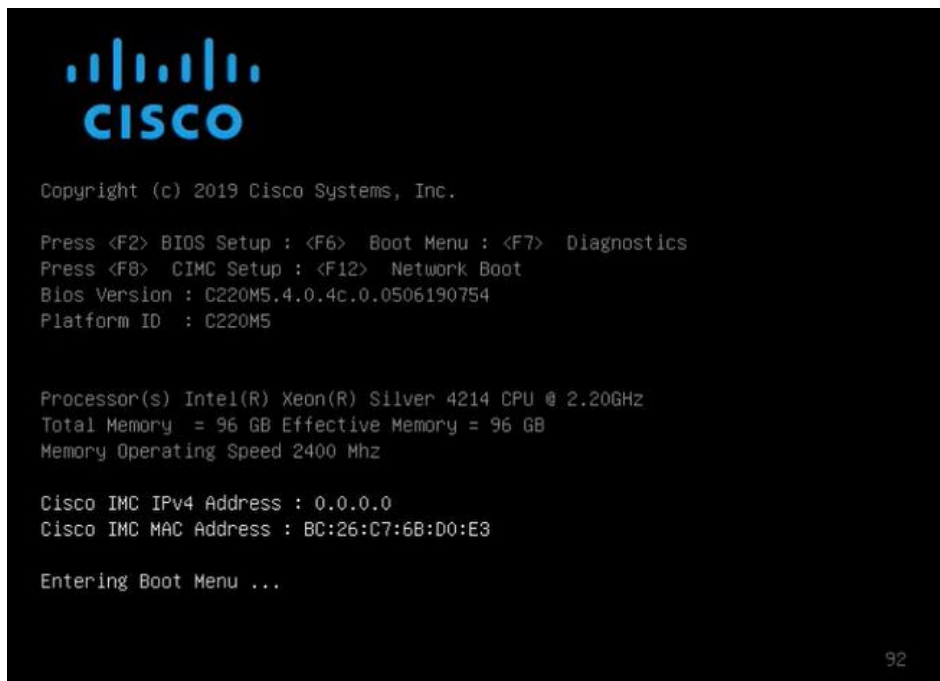 CISCO
Copyright (c) 2019 Cisco Systems, Inc.
Press <F2> BIOS Setup : <F6> Boot Menu : <F7> Diagnostics
Press <F8> CIMC Setup : <F12> Network Boot
Bios Version : C220M5.4.0.4c.0.0506190754
Platform ID : C220M5
Processor(s) Intel(R) Xeon(R) Silver 4214 CPU @ 2.20GHz
Total Memory = 96 GB Effective Memory = 96 GB
Memory Operating Speed 2400 Mhz
Cisco IMC IPv4 Address : 0.0.0.0
Cisco IMC MAC Address : BC:26:C7:6B:D0:E3
Entering Boot Menu ...
92